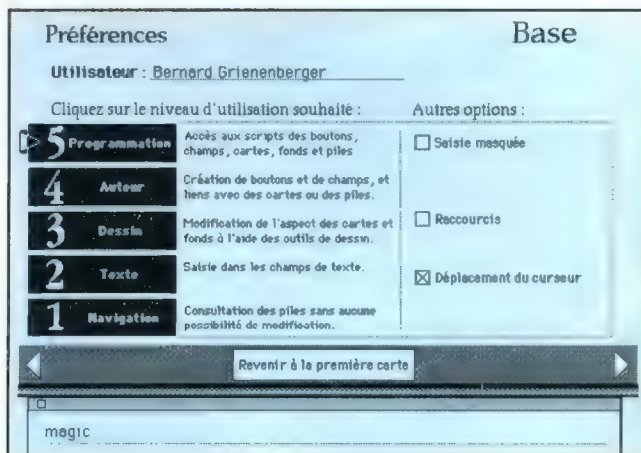 Préférences
Base
Utilisateur : Bernard Grienenberger
Cliquez sur le niveau d'utilisation souhaité :
Autres options :
5 Programmation
Accès aux scripts des boutons,
champs, cartes, fonds et piles
Saisie masquée
4 Auteur
Création de boutons et de champs, et
liens avec des cartes ou des piles.
3 Dessin
Modification de l'aspect des cartes et
fonds à l'aide des outils de dessin.
Raccourcis
2 Texte
Saisie dans les champs de texte.
Déplacement du curseur
1 Navigation
Consultation des piles sans aucune
possibilité de modification.
Revenir à la première carte
magic